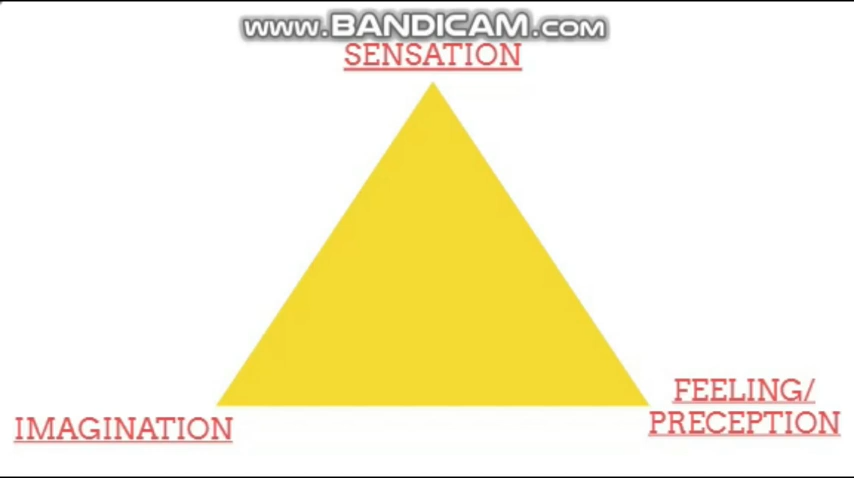 www.BANDICAM.COM
SENSATION
IMAGINATION
FEELING/
PRECEPTION